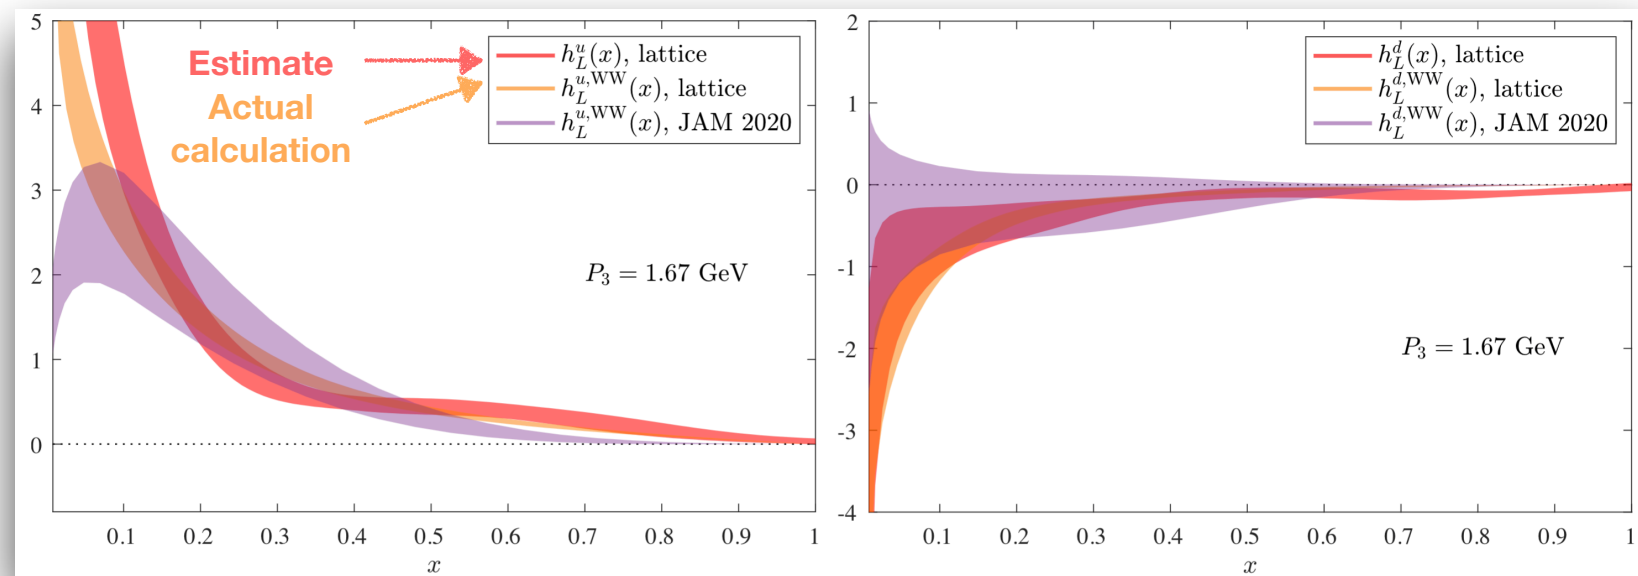 5
4
3
2
1
0
Estimate
Actual
calculation
h_L^u(x), lattice
h_L^{u,WW}(x), lattice
h_L^{u,WW}(x), JAM 2020
P_3 = 1.67 GeV
0.1 0.2 0.3 0.4 0.5 0.6 0.7 0.8 0.9 1
x
2
1
0
-1
-2
-3
-4
h_L^d(x), lattice
h_L^{d,WW}(x), lattice
h_L^{d,WW}(x), JAM 2020
P_3 = 1.67 GeV
0.1 0.2 0.3 0.4 0.5 0.6 0.7 0.8 0.9 1
x